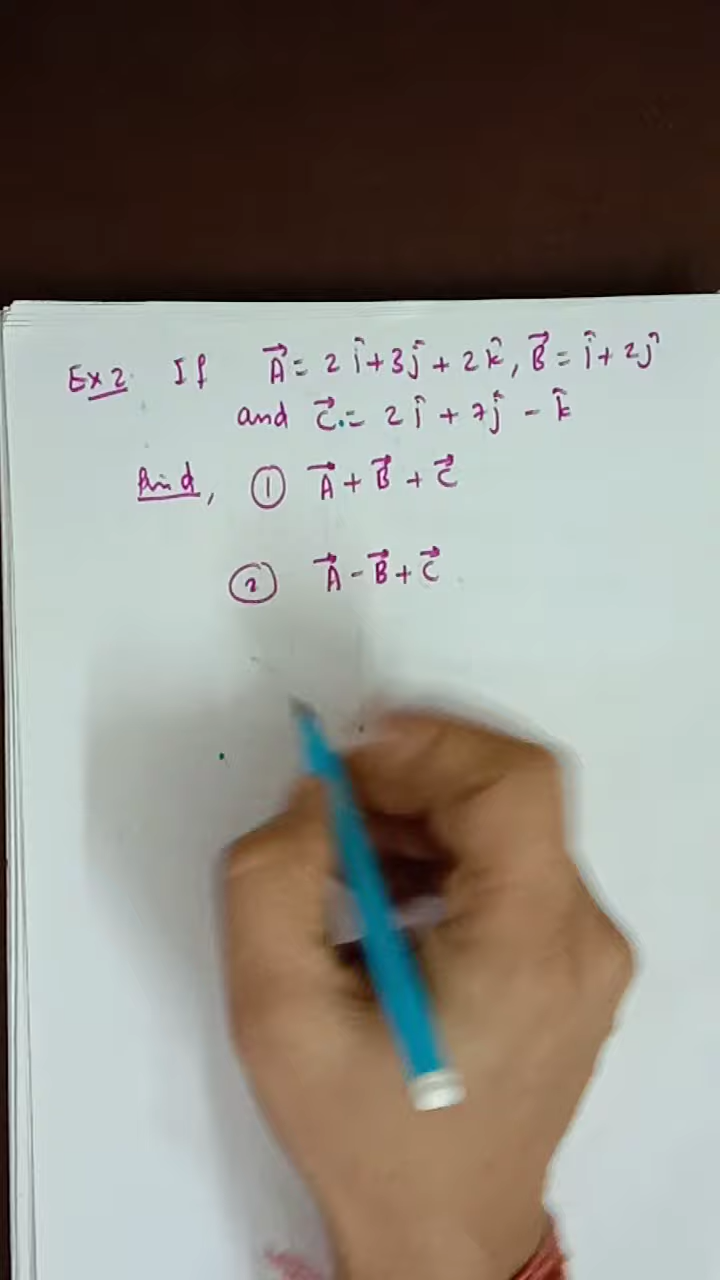 Ex 2 If A⃗ = 2î + 3ĵ + 2k̂, B⃗ = î + 2ĵ
and C⃗ = 2î + 7ĵ - k̂
Find, ① A⃗ + B⃗ + C⃗
② A⃗ - B⃗ + C⃗